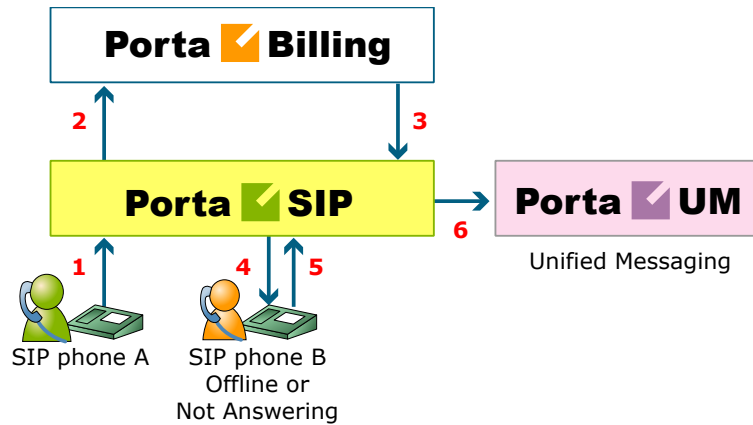 Porta Billing
2
3
Porta SIP
6
Porta UM
Unified Messaging
1
4
5
SIP phone A
SIP phone B
Offline or
Not Answering